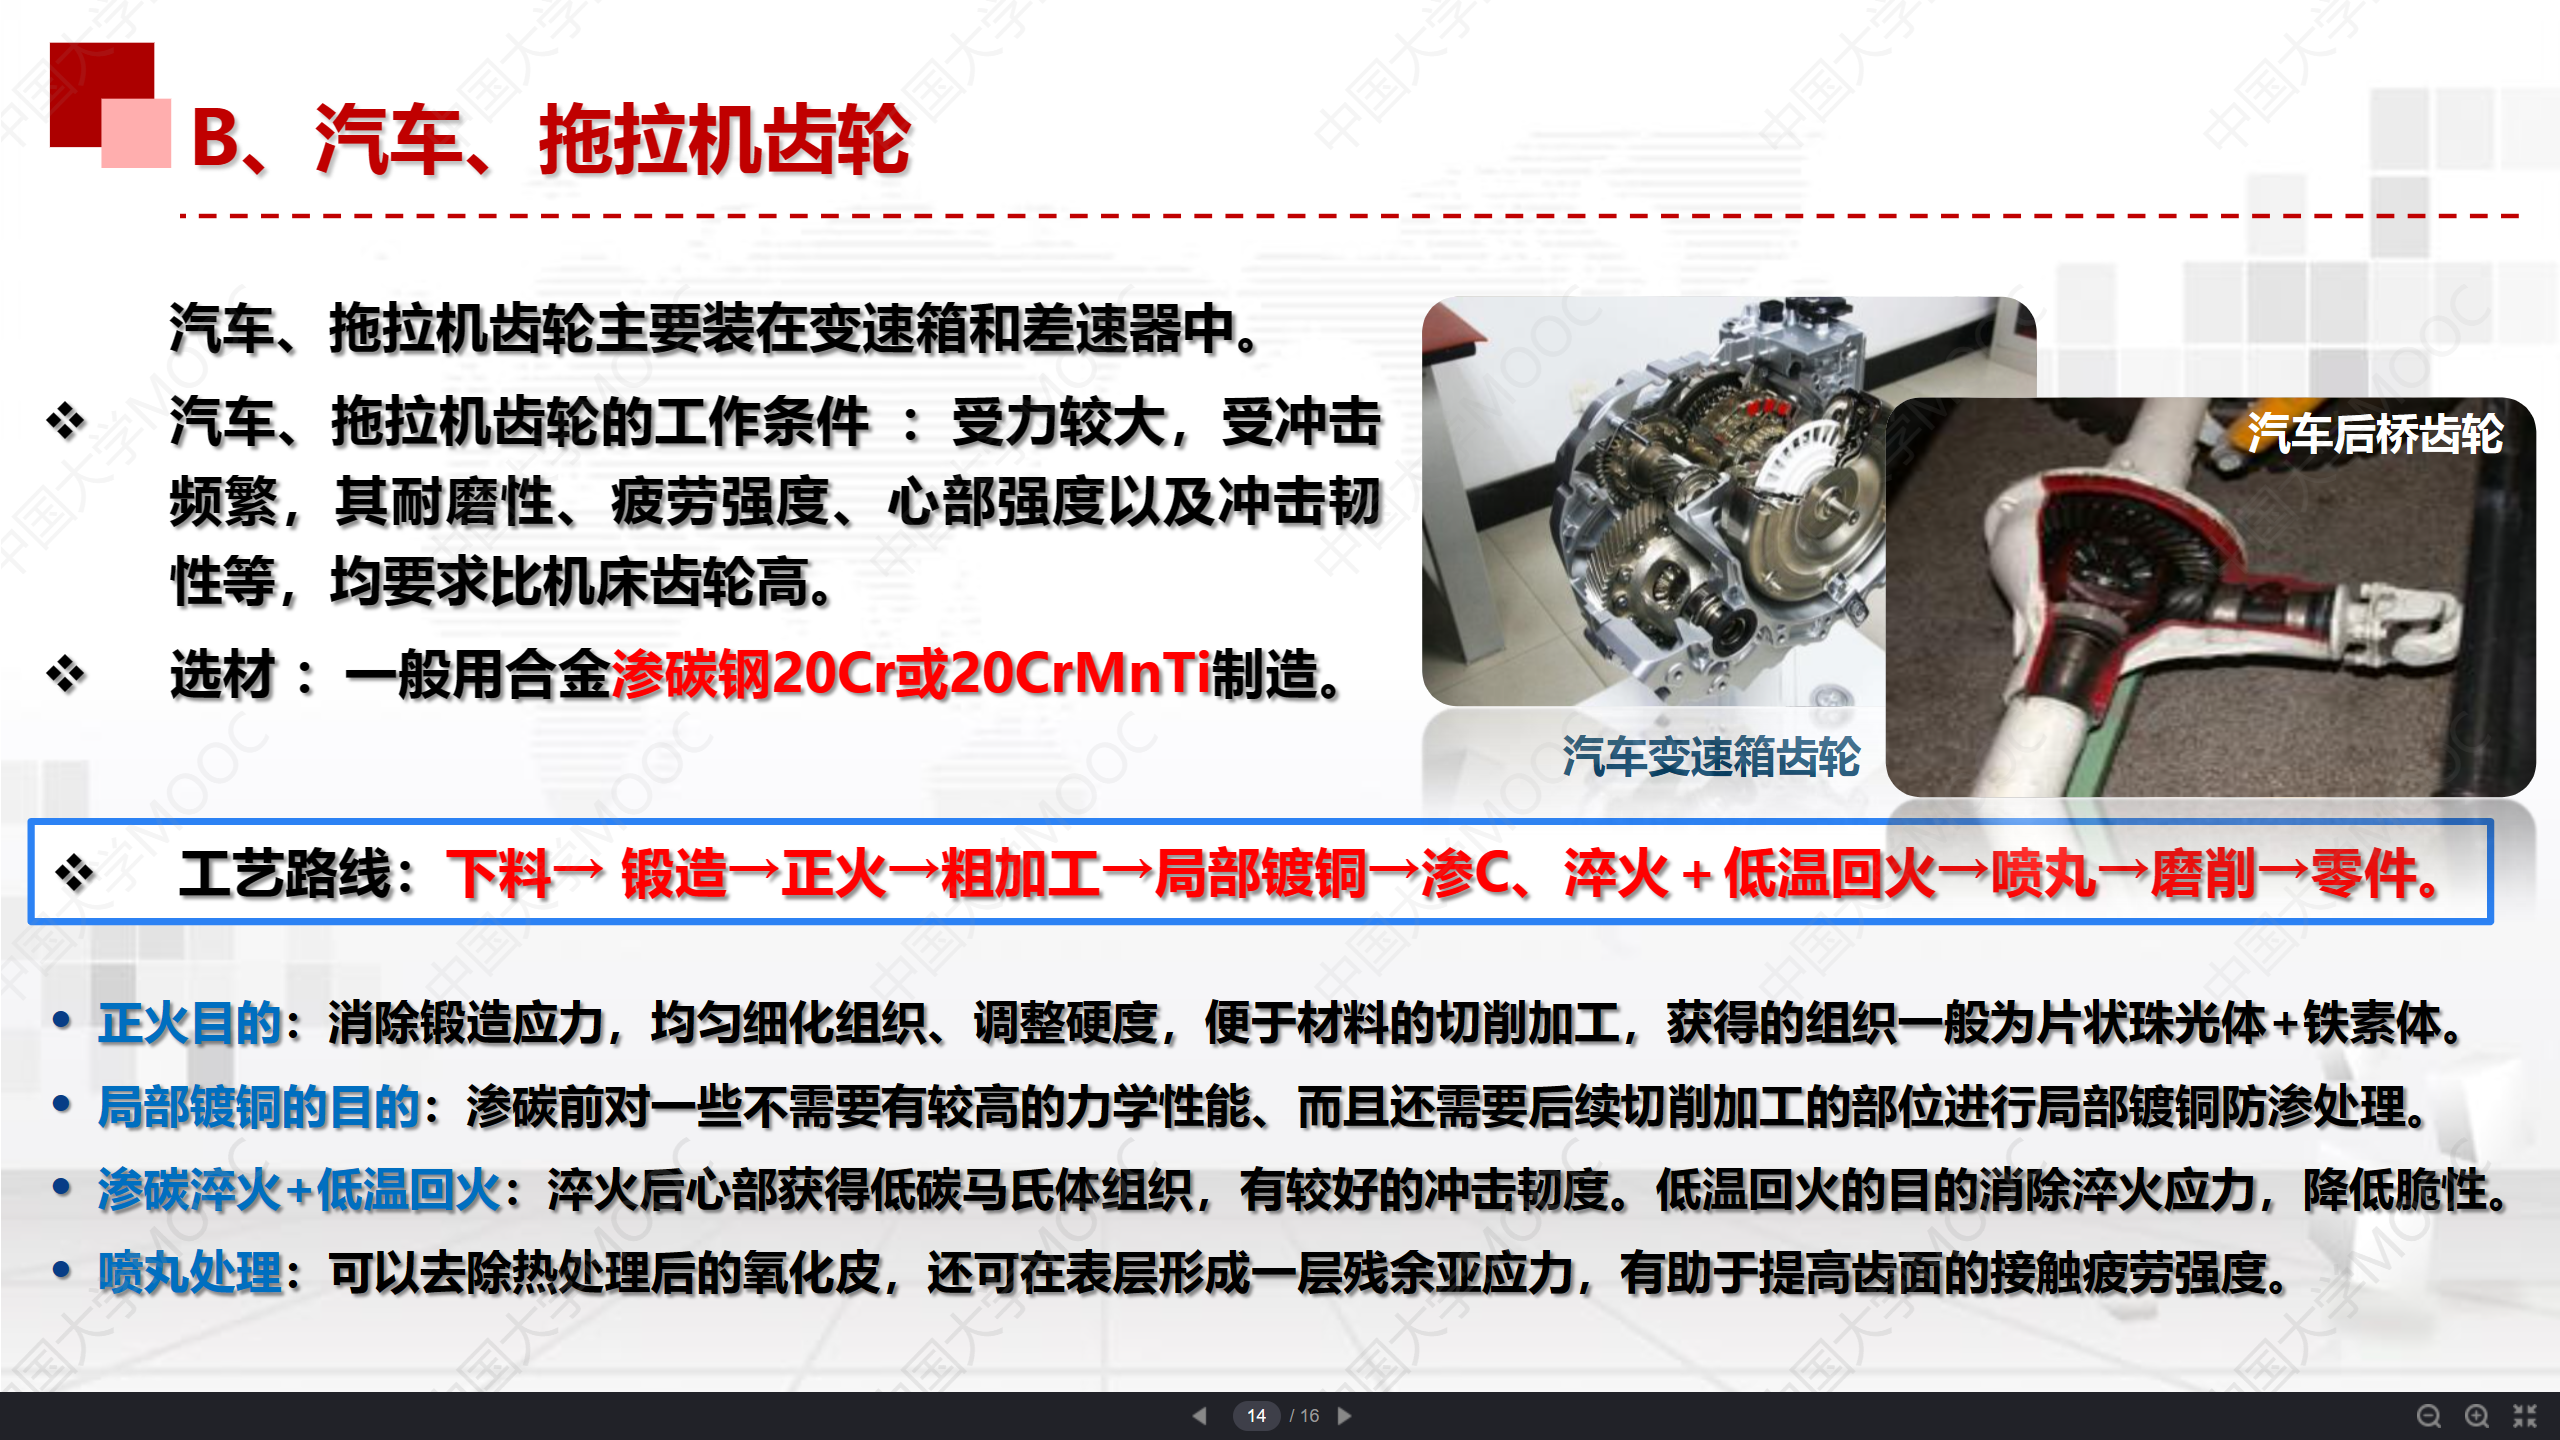 B、汽车、拖拉机齿轮
汽车、拖拉机齿轮主要装在变速箱和差速器中。
❖ 汽车、拖拉机齿轮的工作条件 ：受力较大，受冲击
频繁，其耐磨性、疲劳强度、心部强度以及冲击韧
性等，均要求比机床齿轮高。
❖ 选材 ：一般用合金渗碳钢20Cr或20CrMnTi制造。
汽车后桥齿轮
汽车变速箱齿轮
❖ 工艺路线：下料→ 锻造→正火→粗加工→局部镀铜→渗C、淬火＋低温回火→喷丸→磨削→零件。
• 正火目的：消除锻造应力，均匀细化组织、调整硬度，便于材料的切削加工，获得的组织一般为片状珠光体+铁素体。
• 局部镀铜的目的：渗碳前对一些不需要有较高的力学性能、而且还需要后续切削加工的部位进行局部镀铜防渗处理。
• 渗碳淬火+低温回火：淬火后心部获得低碳马氏体组织，有较好的冲击韧度。低温回火的目的消除淬火应力，降低脆性。
• 喷丸处理：可以去除热处理后的氧化皮，还可在表层形成一层残余亚应力，有助于提高齿面的接触疲劳强度。
中国大学MOOC
14 / 16